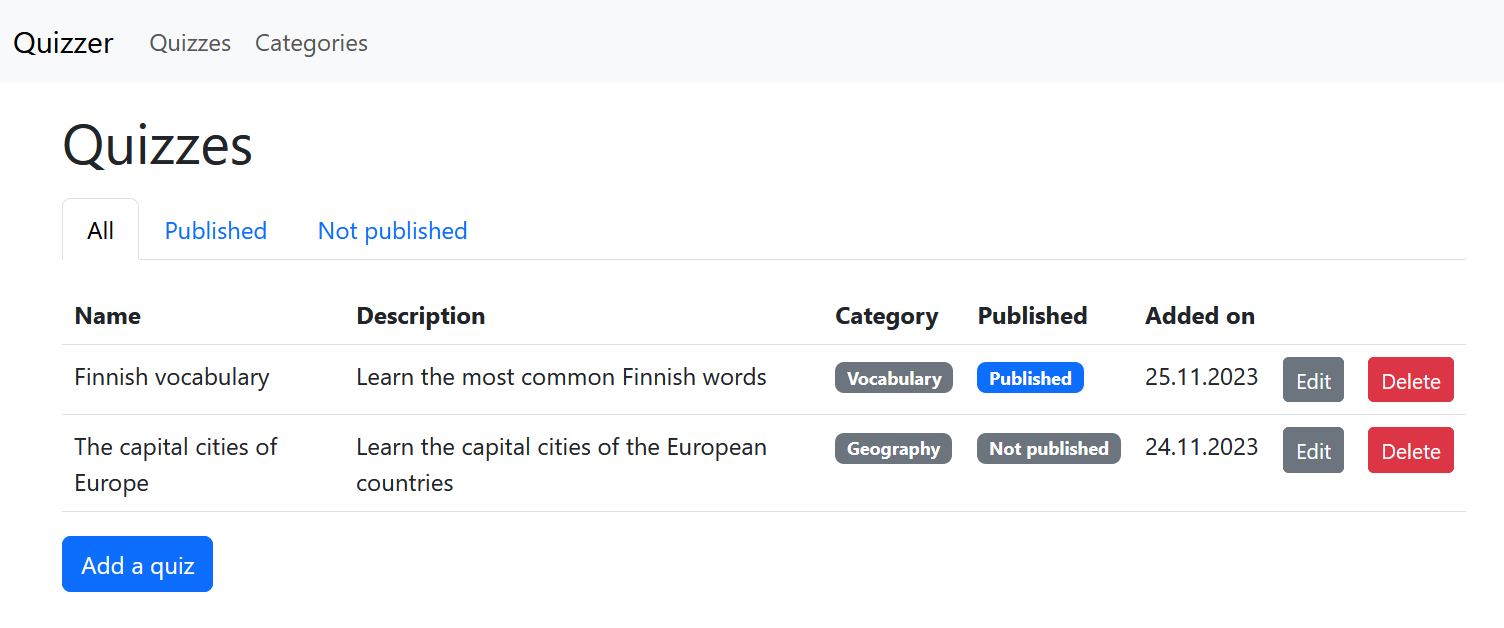 Quizzer Quizzes Categories
Quizzes
All Published Not published
Name Description Category Published Added on
Finnish vocabulary Learn the most common Finnish words Vocabulary Published 25.11.2023 Edit Delete
The capital cities of Learn the capital cities of the European Geography Not published 24.11.2023 Edit Delete
Europe countries
Add a quiz